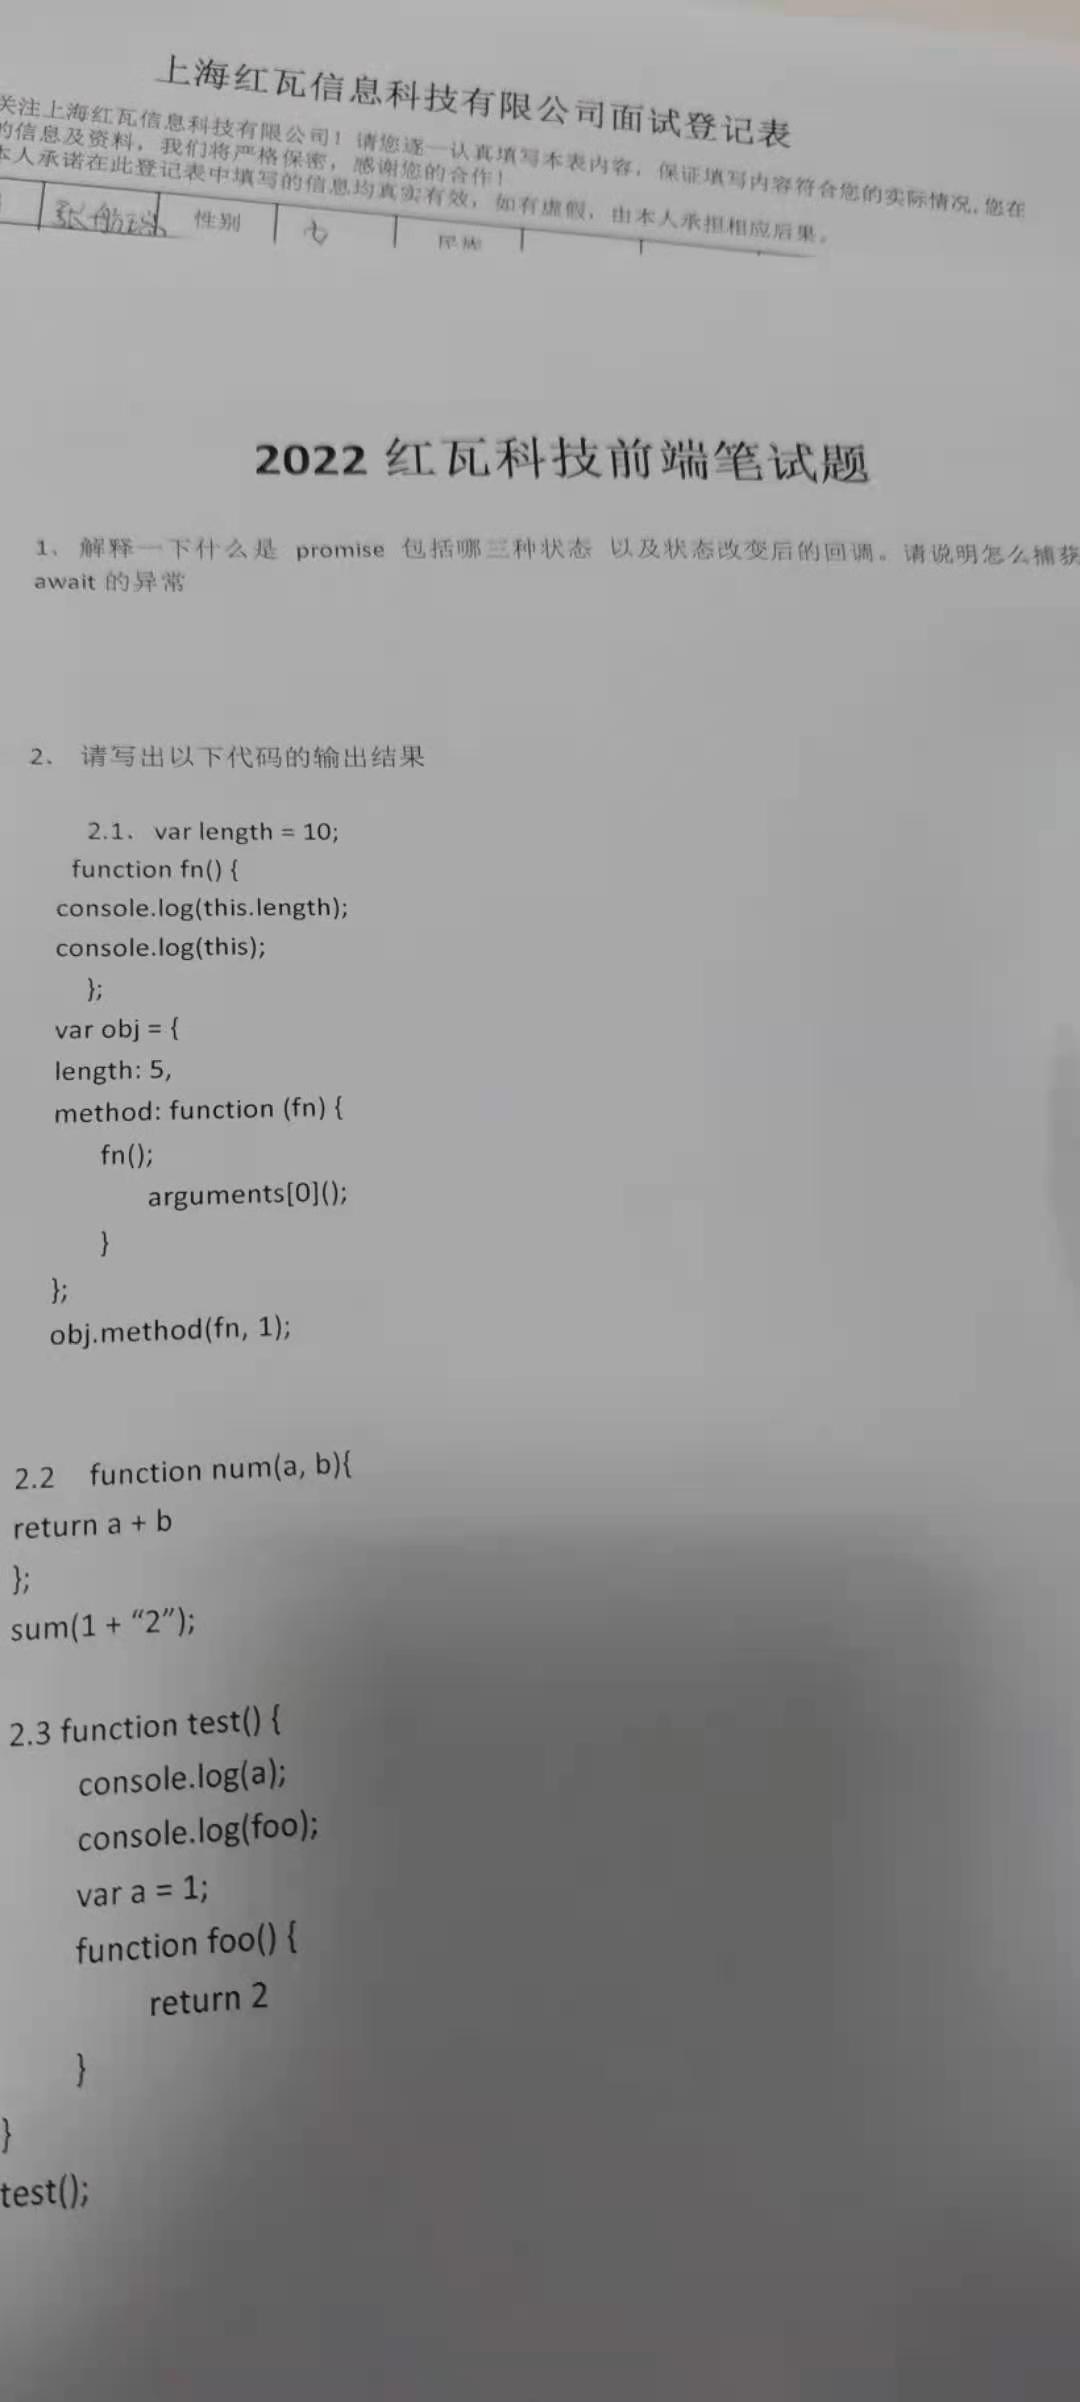 上海红瓦信息科技有限公司面试登记表
关注上海红瓦信息科技有限公司！请您逐一认真填写本表内容，保证填写内容符合您的实际情况,您在
的信息及资料，我们将严格保密，感谢您的合作！
本人承诺在此登记表中填写的信息均真实有效，如有虚假，由本人承担相应后果。
性别
民族
2022 红瓦科技前端笔试题
1、 解释一下什么是 promise 包括哪三种状态 以及状态改变后的回调。请说明怎么捕获
await 的异常
2、 请写出以下代码的输出结果
2.1、 var length = 10;
function fn() {
console.log(this.length);
console.log(this);
};
var obj = {
length: 5,
method: function (fn) {
fn();
arguments[0]();
}
};
obj.method(fn, 1);
2.2 function num(a, b){
return a + b
};
sum(1 + “2”);
2.3 function test() {
console.log(a);
console.log(foo);
var a = 1;
function foo() {
return 2
}
}
test();